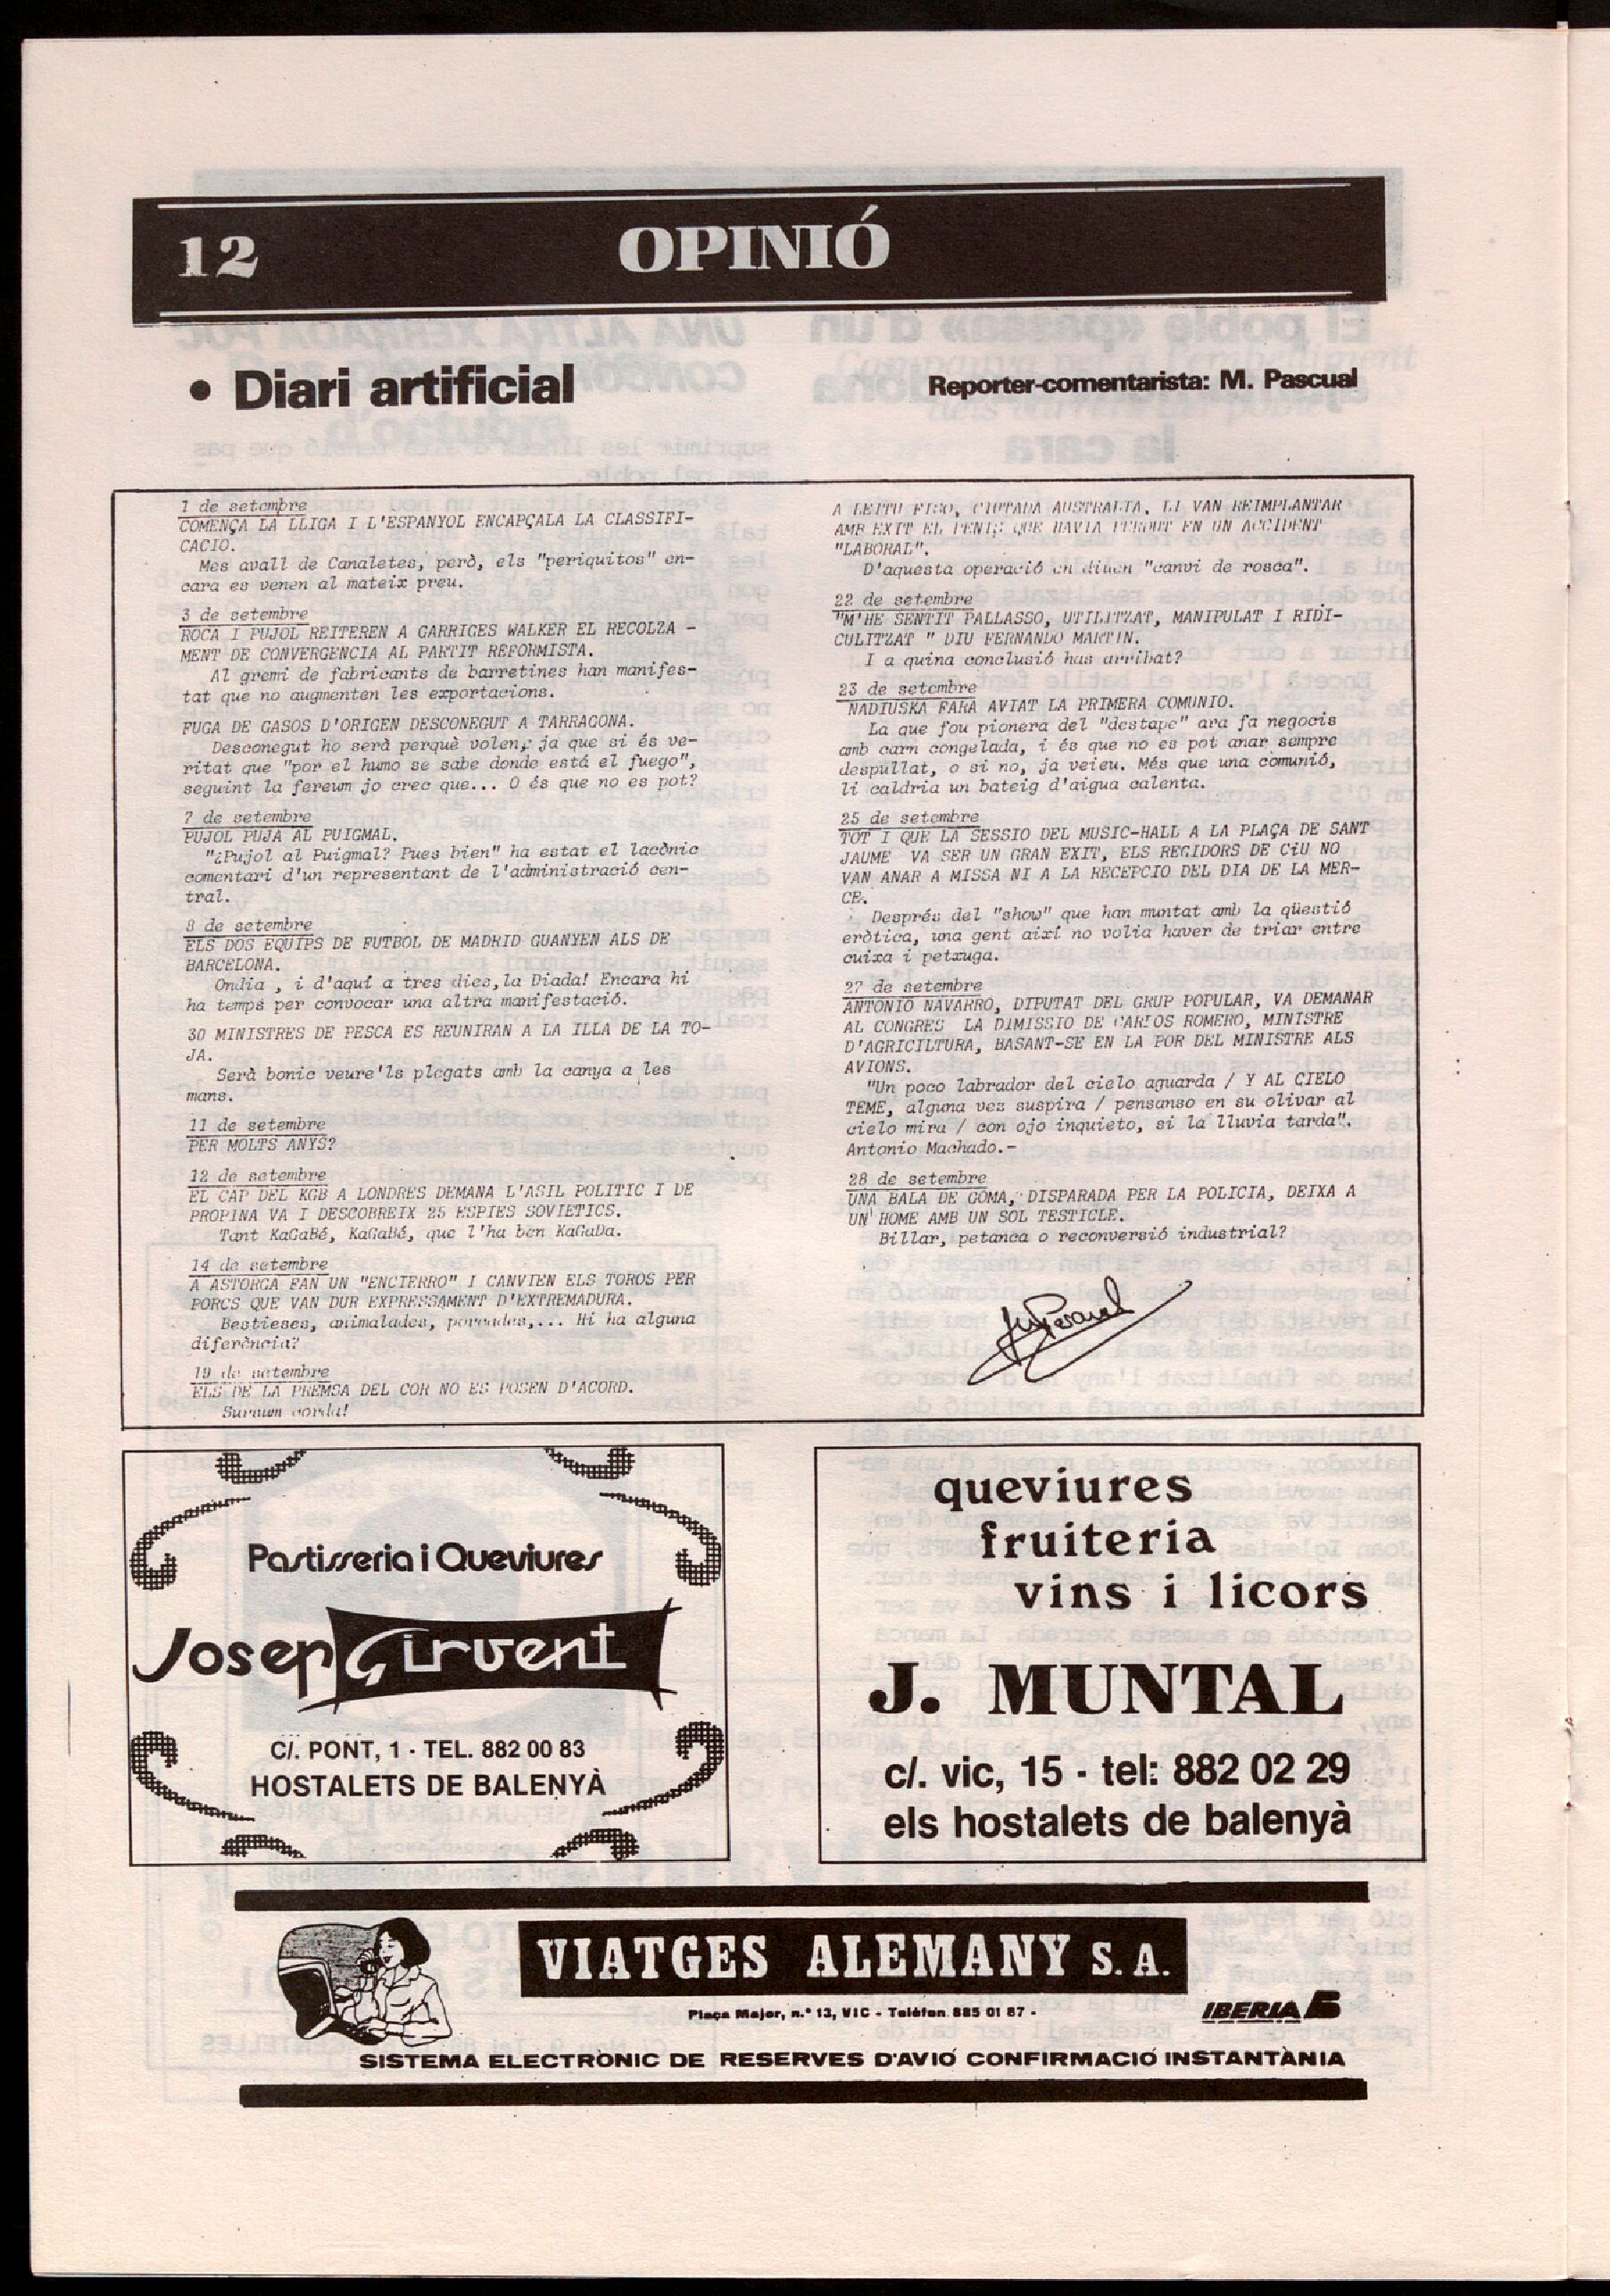 12
OPINIÓ
• Diari artificial
Reporter-comentarista: M. Pascual
1 de setembre
COMENÇA LA LLIGA I L'ESPANYOL ENCAPÇALA LA CLASSIFI-
CACIO.
Mes avall de Canaletes, però, els "periquitos" en-
cara es venen al mateix preu.
3 de setembre
ROCA I PUJOL REITEREN A GARRIGES WALKER EL RECOLZA -
MENT DE CONVERGENCIA AL PARTIT REFORMISTA.
Al gremi de fabricants de barretines han manifes-
tat que no augmenten les exportacions.
FUGA DE GASOS D'ORIGEN DESCONEGUT A TARRAGONA.
Desconegut ho serà perquè volen, ja que si és ve-
ritat que "por el humo se sabe donde está el fuego",
seguint la fereum jo crec que... O és que no es pot?
7 de setembre
PUJOL PUJA AL PUIGMAL.
"¿Pujol al Puigmal? Pues bien" ha estat el lacònic
comentari d'un representant de l'administració cen-
tral.
8 de setembre
ELS DOS EQUIPS DE FUTBOL DE MADRID GUANYEN ALS DE
BARCELONA.
Ondia , i d'aquí a tres dies,la Diada! Encara hi
ha temps per convocar una altra manifestació.
30 MINISTRES DE PESCA ES REUNIRAN A LA ILLA DE LA TO-
JA.
Serà bonic veure'ls plegats amb la canya a les
mans.
11 de setembre
PER MOLTS ANYS?
12 de setembre
EL CAP DEL KGB A LONDRES DEMANA L'ASIL POLITIC I DE
PROPINA VA I DESCOBREIX 25 ESPIES SOVIETICS.
Tant KaGaBé, KaGaBé, que l'ha ben KaGaDa.
14 de setembre
A ASTORGA FAN UN "ENCIERRO" I CANVIEN ELS TOROS PER
PORCS QUE VAN DUR EXPRESSAMENT D'EXTREMADURA.
Bestieses, animalades, porcades,... Hi ha alguna
diferència?
19 de setembre
ELS DE LA PREMSA DEL COR NO ES POSEN D'ACORD.
Sursum corda!
A CIUTADA AUSTRALIA, LI VAN REIMPLANTAR
AMB EXIT EL PENIS QUE HAVIA PERDUT EN UN ACCIDENT
"LABORAL".
D'aquesta operació en diuen "canvi de rosca".
22 de setembre
"M'HE SENTIT PALLASSO, UTILITZAT, MANIPULAT I RIDI-
CULITZAT " DIU FERNANDO MARTIN.
I a quina conclusió has arribat?
23 de setembre
NADIUSKA FARA AVIAT LA PRIMERA COMUNIO.
La que fou pionera del "destape" ara fa negocis
amb carn congelada, i és que no es pot anar sempre
despullat, o si no, ja veieu. Més que una comunió,
li caldria un bateig d'aigua calenta.
25 de setembre
TOT I QUE LA SESSIO DEL MUSIC-HALL A LA PLAÇA DE SANT
JAUME VA SER UN GRAN EXIT, ELS REGIDORS DE CiU NO
VAN ANAR A MISSA NI A LA RECEPCIO DEL DIA DE LA MER-
CE.
Després del "show" que han muntat amb la qüestió
eròtica, una gent així no volia haver de triar entre
cuixa i petxuga.
27 de setembre
ANTONIO NAVARRO, DIPUTAT DEL GRUP POPULAR, VA DEMANAR
AL CONGRES LA DIMISSIO DE CARLOS ROMERO, MINISTRE
D'AGRICILTURA, BASANT-SE EN LA POR DEL MINISTRE ALS
AVIONS.
"Un poco labrador del cielo aguarda / Y AL CIELO
TEME, alguna vez suspira / pensanso en su olivar al
cielo mira / con ojo inquieto, si la lluvia tarda".
Antonio Machado.-
28 de setembre
UNA BALA DE GOMA, DISPARADA PER LA POLICIA, DEIXA A
UN HOME AMB UN SOL TESTICLE.
Billar, petanca o reconversió industrial?
Pastisseria i Queviures
Josep Girvent
C/. PONT, 1 - TEL. 882 00 83
HOSTALETS DE BALENYÀ
queviures
fruiteria
vins i licors
J. MUNTAL
c/. vic, 15 - tel: 882 02 29
els hostalets de balenyà
VIATGES ALEMANY S.A.
Plaça Major, n.º 13, VIC - Telèfon 885 01 87 -
IBERIA
SISTEMA ELECTRÒNIC DE RESERVES D'AVIÓ CONFIRMACIÓ INSTANTÀNIA